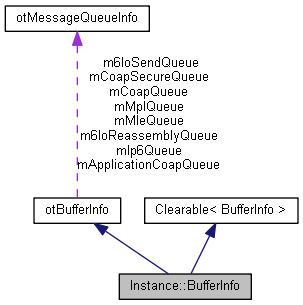 otMessageQueueInfo
m6loSendQueue
mCoapSecureQueue
mCoapQueue
mMplQueue
mMleQueue
m6loReassemblyQueue
mIp6Queue
mApplicationCoapQueue
otBufferInfo
Clearable< BufferInfo >
Instance::BufferInfo